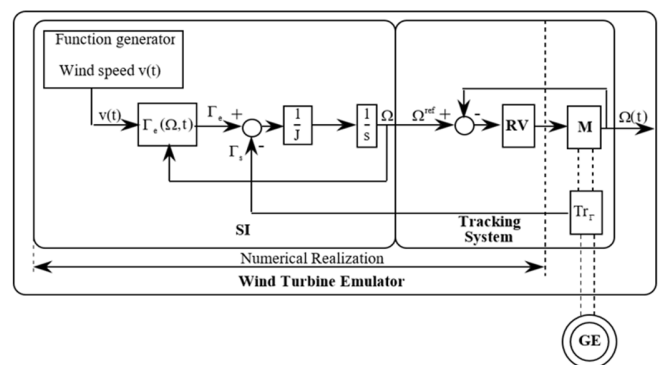 Function generator
Wind speed v(t)
v(t)
Γe(Ω,t)
Γe +
Γs -
1
J
1
s
Ω
Ωref +
-
RV
M
Ω(t)
TrΓ
SI
Tracking
System
Numerical Realization
Wind Turbine Emulator
GE